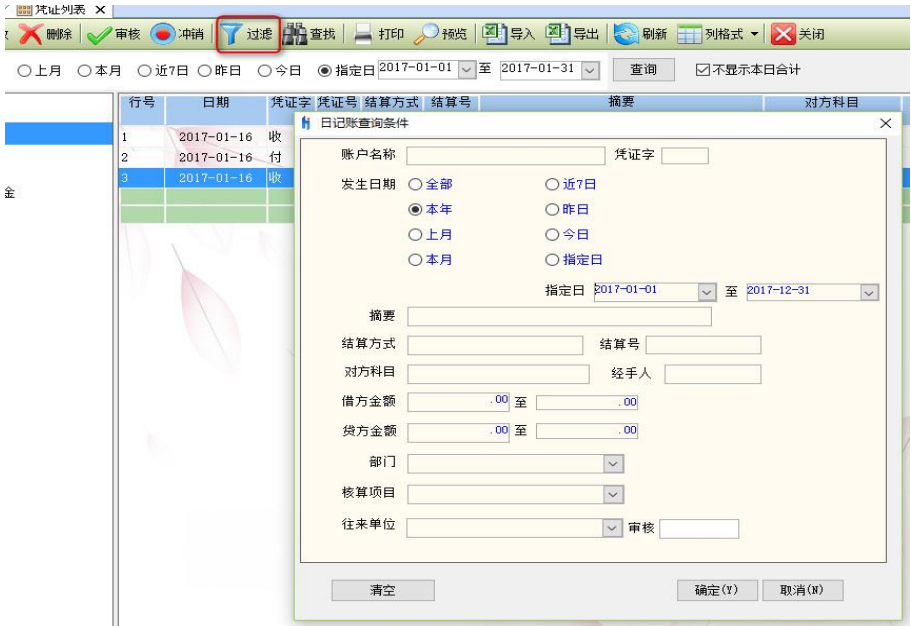 凭证列表 X
删除 审核 冲销 过滤 查找 打印 预览 导入 导出 刷新 列格式 关闭
上月 本月 近7日 昨日 今日 指定日 2017-01-01 至 2017-01-31 查询 不显示本日合计
行号 日期 凭证字 凭证号 结算方式 结算号 摘要 对方科目
1 2017-01-16 收
2 2017-01-16 付
3 2017-01-16 收
金
日记账查询条件
账户名称 凭证字
发生日期 全部 近7日
本年 昨日
上月 今日
本月 指定日
指定日 2017-01-01 至 2017-12-31
摘要
结算方式 结算号
对方科目 经手人
借方金额 .00 至 .00
贷方金额 .00 至 .00
部门
核算项目
往来单位 审核
清空 确定(Y) 取消(N)